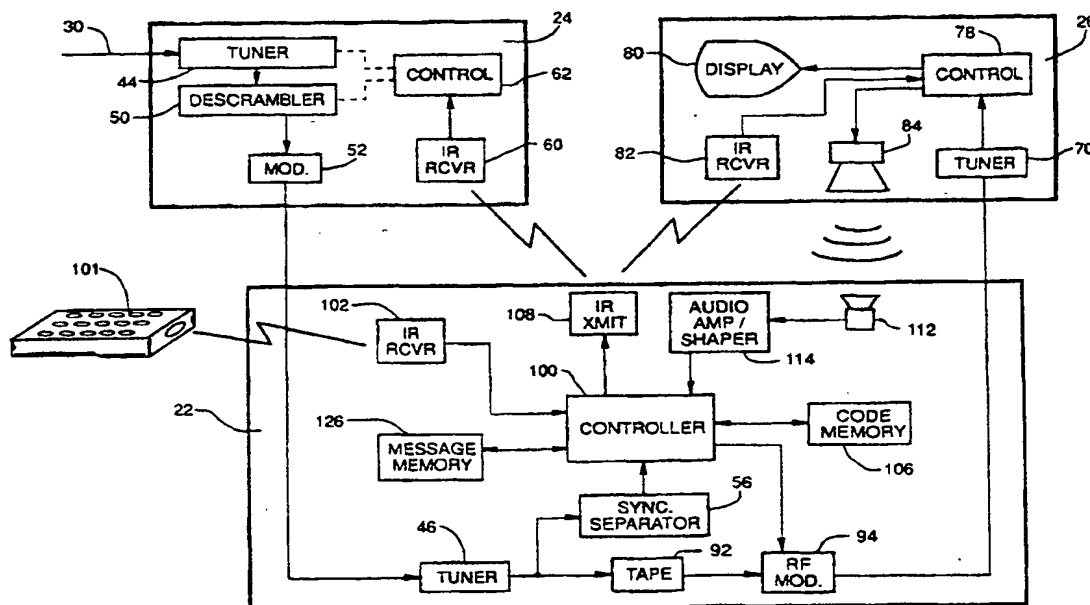 30
TUNER
44
DESCRAMBLER
50
MOD.
52
CONTROL
62
IR
RCVR
60
24
80
DISPLAY
78
CONTROL
82
IR
RCVR
84
TUNER
70
101
102
IR
RCVR
108
IR
XMIT
AUDIO
AMP /
SHAPER
114
112
100
CONTROLLER
22
126
MESSAGE
MEMORY
CODE
MEMORY
106
56
SYNC.
SEPARATOR
46
TUNER
92
TAPE
94
RF
MOD.